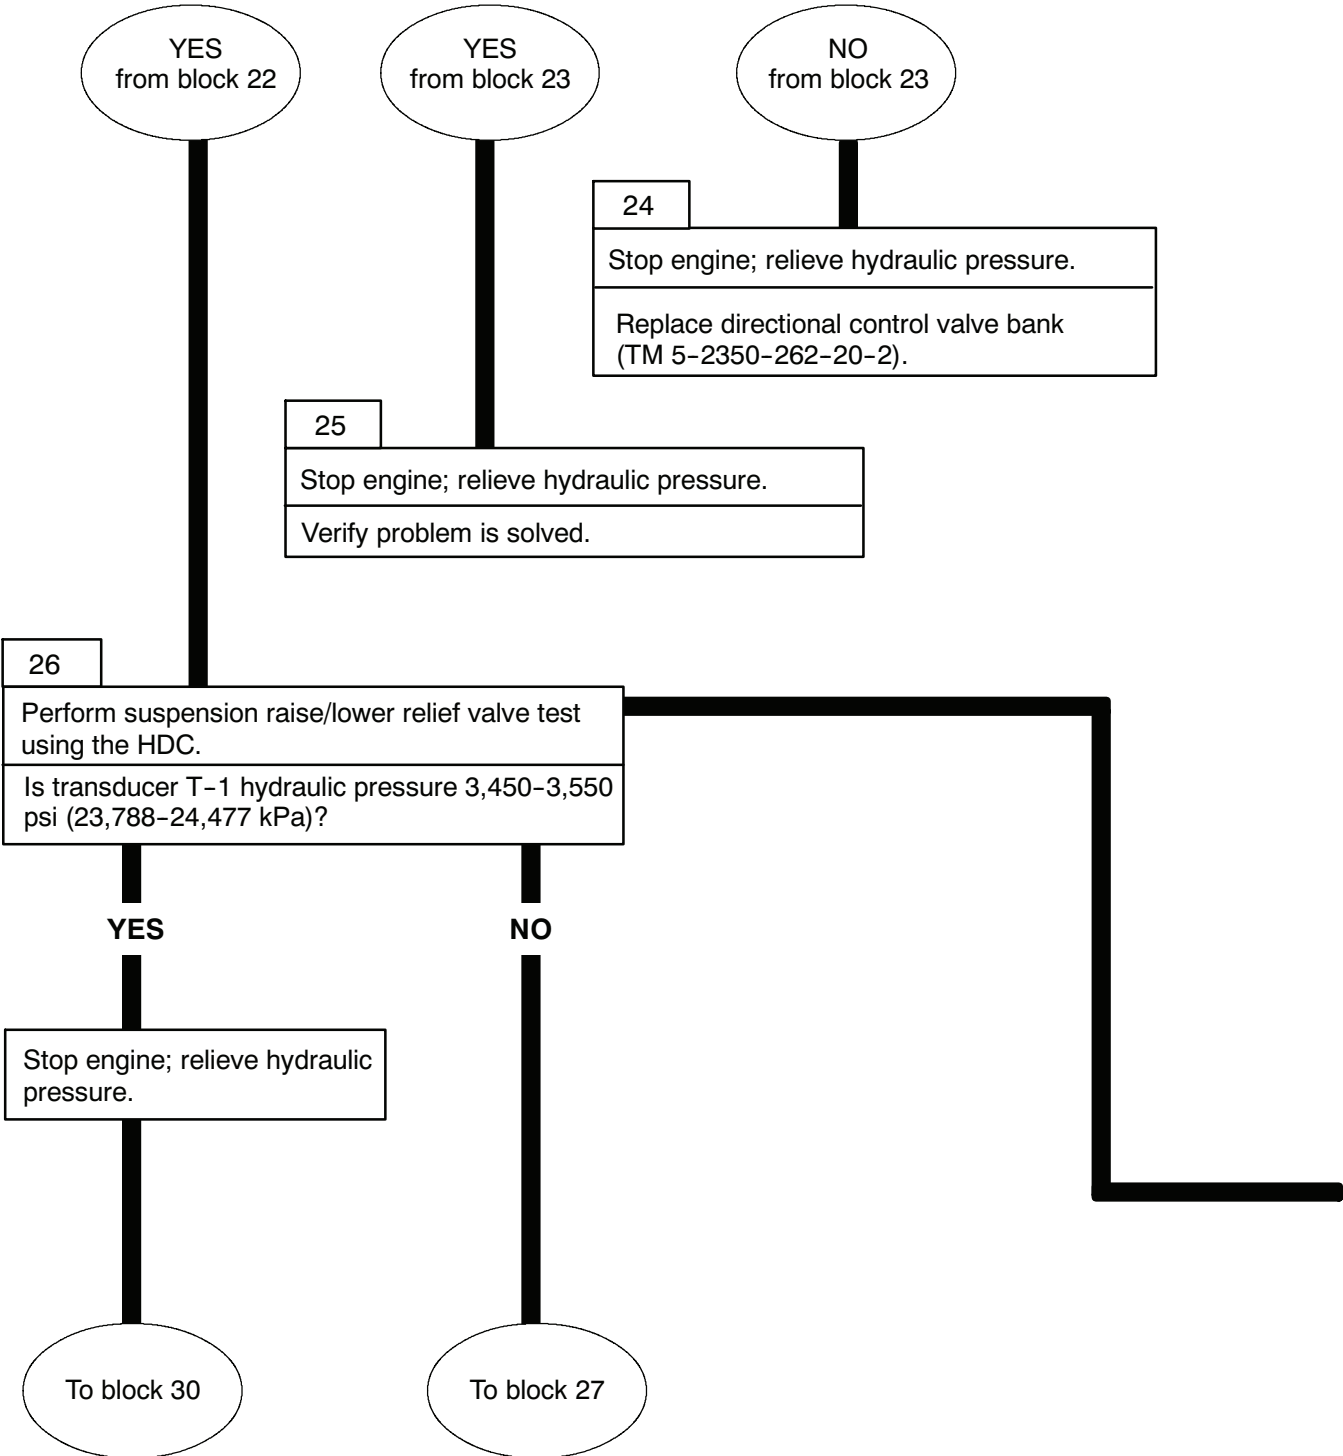 YES
from block 22
YES
from block 23
NO
from block 23
24
Stop engine; relieve hydraulic pressure.
Replace directional control valve bank
(TM 5-2350-262-20-2).
25
Stop engine; relieve hydraulic pressure.
Verify problem is solved.
26
Perform suspension raise/lower relief valve test
using the HDC.
Is transducer T-1 hydraulic pressure 3,450-3,550
psi (23,788-24,477 kPa)?
YES
NO
Stop engine; relieve hydraulic
pressure.
To block 30
To block 27